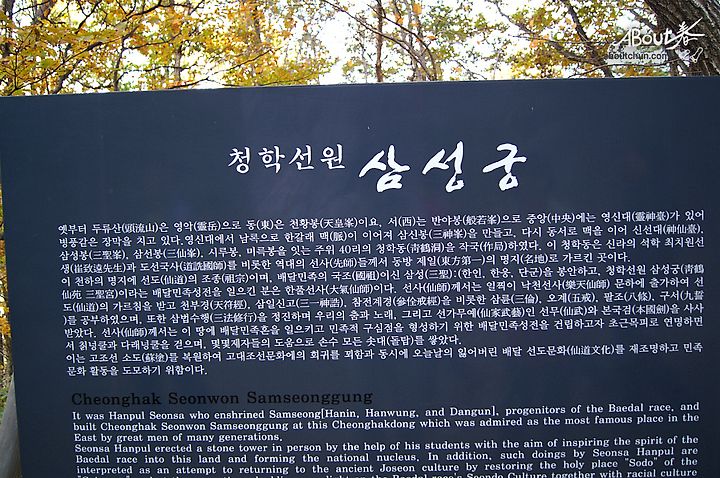 ABOUT春
aboutchun.com
청학선원 삼성궁
옛부터 두류산(頭流山)은 영악(靈岳)으로 동(東)은 천황봉(天皇峯)이요, 서(西)는 반야봉(般若峯)으로 중앙(中央)에는 영신대(靈神臺)가 있어
병풍같은 장막을 치고 있다.영신대에서 남록으로 한갈래 맥(脈)이 이어져 삼신봉(三神峯)을 만들고, 다시 동서로 맥을 이어 신선대(神仙臺),
삼성봉(三聖峯), 삼선봉(三仙峯), 시루봉, 미륵봉을 잇는 주위 40리의 청학동(靑鶴洞)을 작국(作局)하였다. 이 청학동은 신라의 석학 최치원선
생(崔致遠先生)과 도선국사(道詵國師)를 비롯한 역대의 선사(先師)들께서 동방 제일(東方第一)의 명지(名地)로 가르킨 곳이다.
이 천하의 명지에 선도(仙道)의 조종(祖宗)이며, 배달민족의 국조(國祖)이신 삼성(三聖):(한인, 한웅, 단군)을 봉안하고, 청학선원 삼성궁(靑鶴
仙苑 三聖宮)이라는 배달민족성전을 일으킨 분은 한풀선사(大氣仙師)이다. 선사(仙師)께서는 일찍이 낙천선사(樂天仙師) 문하에 출가하여 선
도(仙道)의 가르침을 받고 천부경(天符經), 삼일신고(三一神誥), 참전계경(參佺戒經)을 비롯한 삼륜(三倫), 오계(五戒), 팔조(八條), 구서(九誓
)를 공부하였으며, 또한 삼법수행(三法修行)을 정진하며 우리의 춤과 노래, 그리고 선가무예(仙家武藝)인 선무(仙武)와 본국검(本國劍)을 사사
받았다. 선사(仙師)께서는 이 땅에 배달민족혼을 일으키고 민족적 구심점을 형성하기 위한 배달민족성전을 건립하고자 초근목피로 연명하면
서 칡넝쿨과 다래넝쿨을 걷으며, 몇몇제자들의 도움으로 손수 모든 솟대(돌탑)를 쌓았다.
이는 고조선 소도(蘇塗)를 복원하여 고대조선문화에의 회귀를 꾀함과 동시에 오늘날의 잃어버린 배달 선도문화(仙道文化)를 재조명하고 민족
문화 활동을 도모하기 위함이다.
Cheonghak Seonwon Samseonggung
It was Hanpul Seonsa who enshrined Samseong[Hanin, Hanwung, and Dangun], progenitors of the Baedal race, and
built Cheonghak Seonwon Samseonggung at this Cheonghakdong which was admired as the most famous place in the
East by great men of many generations.
Seonsa Hanpul erected a stone tower in person by the help of his students with the aim of inspiring the spirit of the
Baedal race into this land and forming the national nucleus. In addition, such doings by Seonsa Hanpul are
interpreted as an attempt to returning to the ancient Joseon culture by restoring the holy place "Sodo" of the
the Baedal race's Seondo Culture together with racial culture